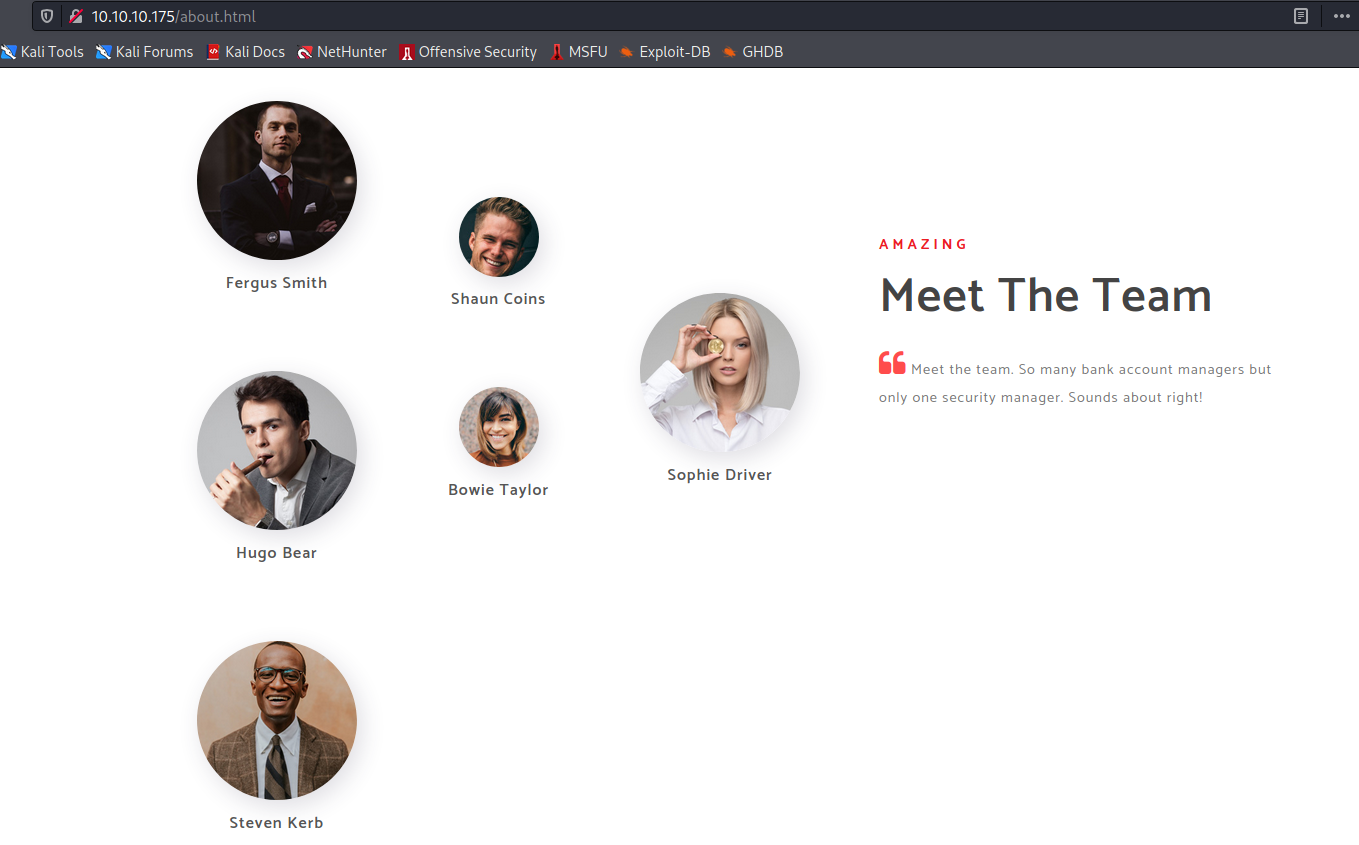 10.10.10.175/about.html
Kali Tools Kali Forums Kali Docs NetHunter Offensive Security MSFU Exploit-DB GHDB
Fergus Smith
Shaun Coins
Hugo Bear
Bowie Taylor
Sophie Driver
Steven Kerb
AMAZING
Meet The Team
Meet the team. So many bank account managers but
only one security manager. Sounds about right!